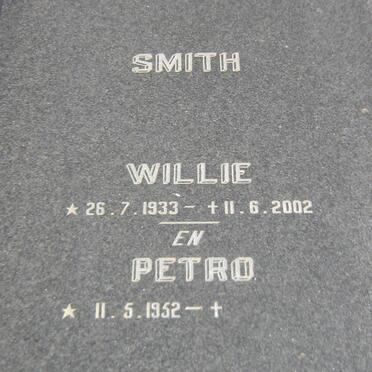 SMITH
WILLIE
★ 26.7.1933 – ✝ 11.6.2002
EN
PETRO
★ 11.5.1932 – ✝